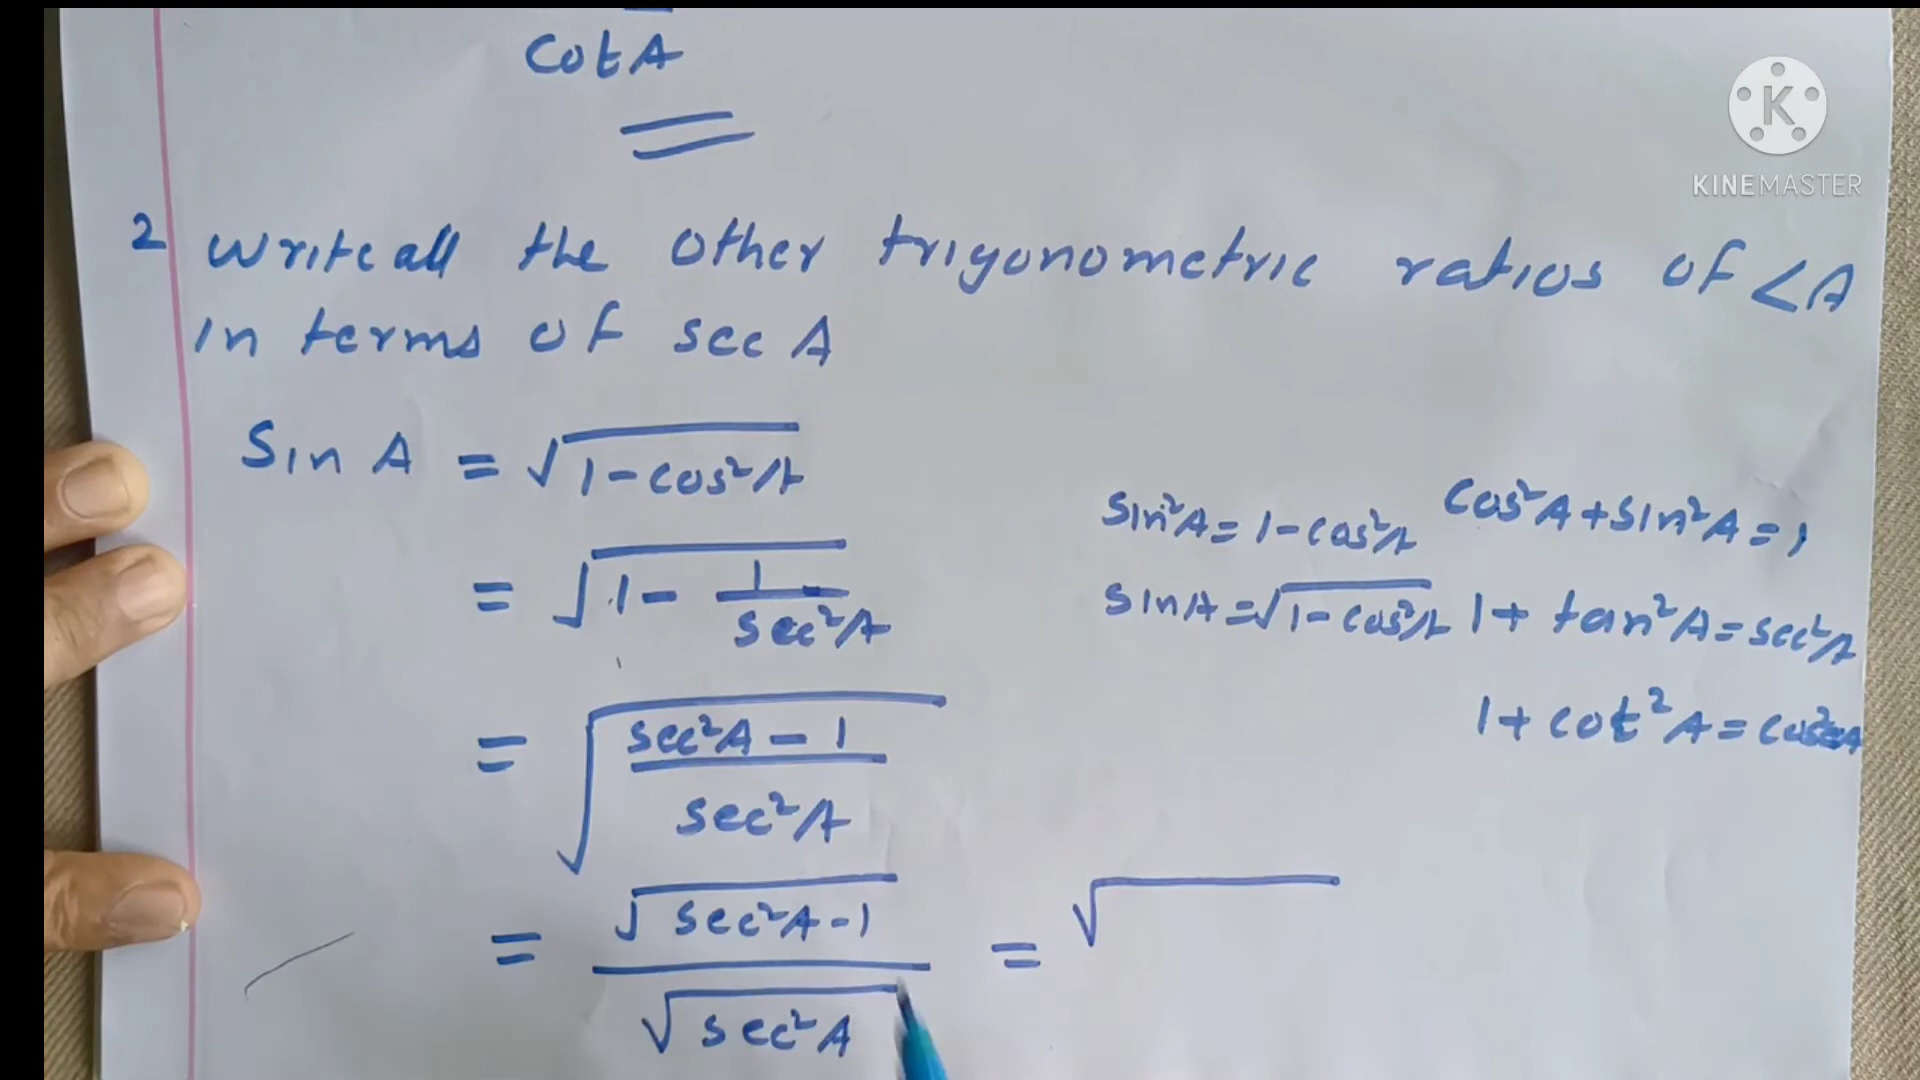 cot A
KINEMASTER
2 Write all the other trigonometric ratios of <A
in terms of sec A
Sin A = √1-cos²A
= √1 - 1/sec²A
= √sec²A - 1/sec²A
= √sec²A-1/√sec²A = √
sin²A = 1-cos²A
sinA = √1-cos²A
cos²A + sin²A = 1
1 + tan²A = sec²A
1 + cot²A =